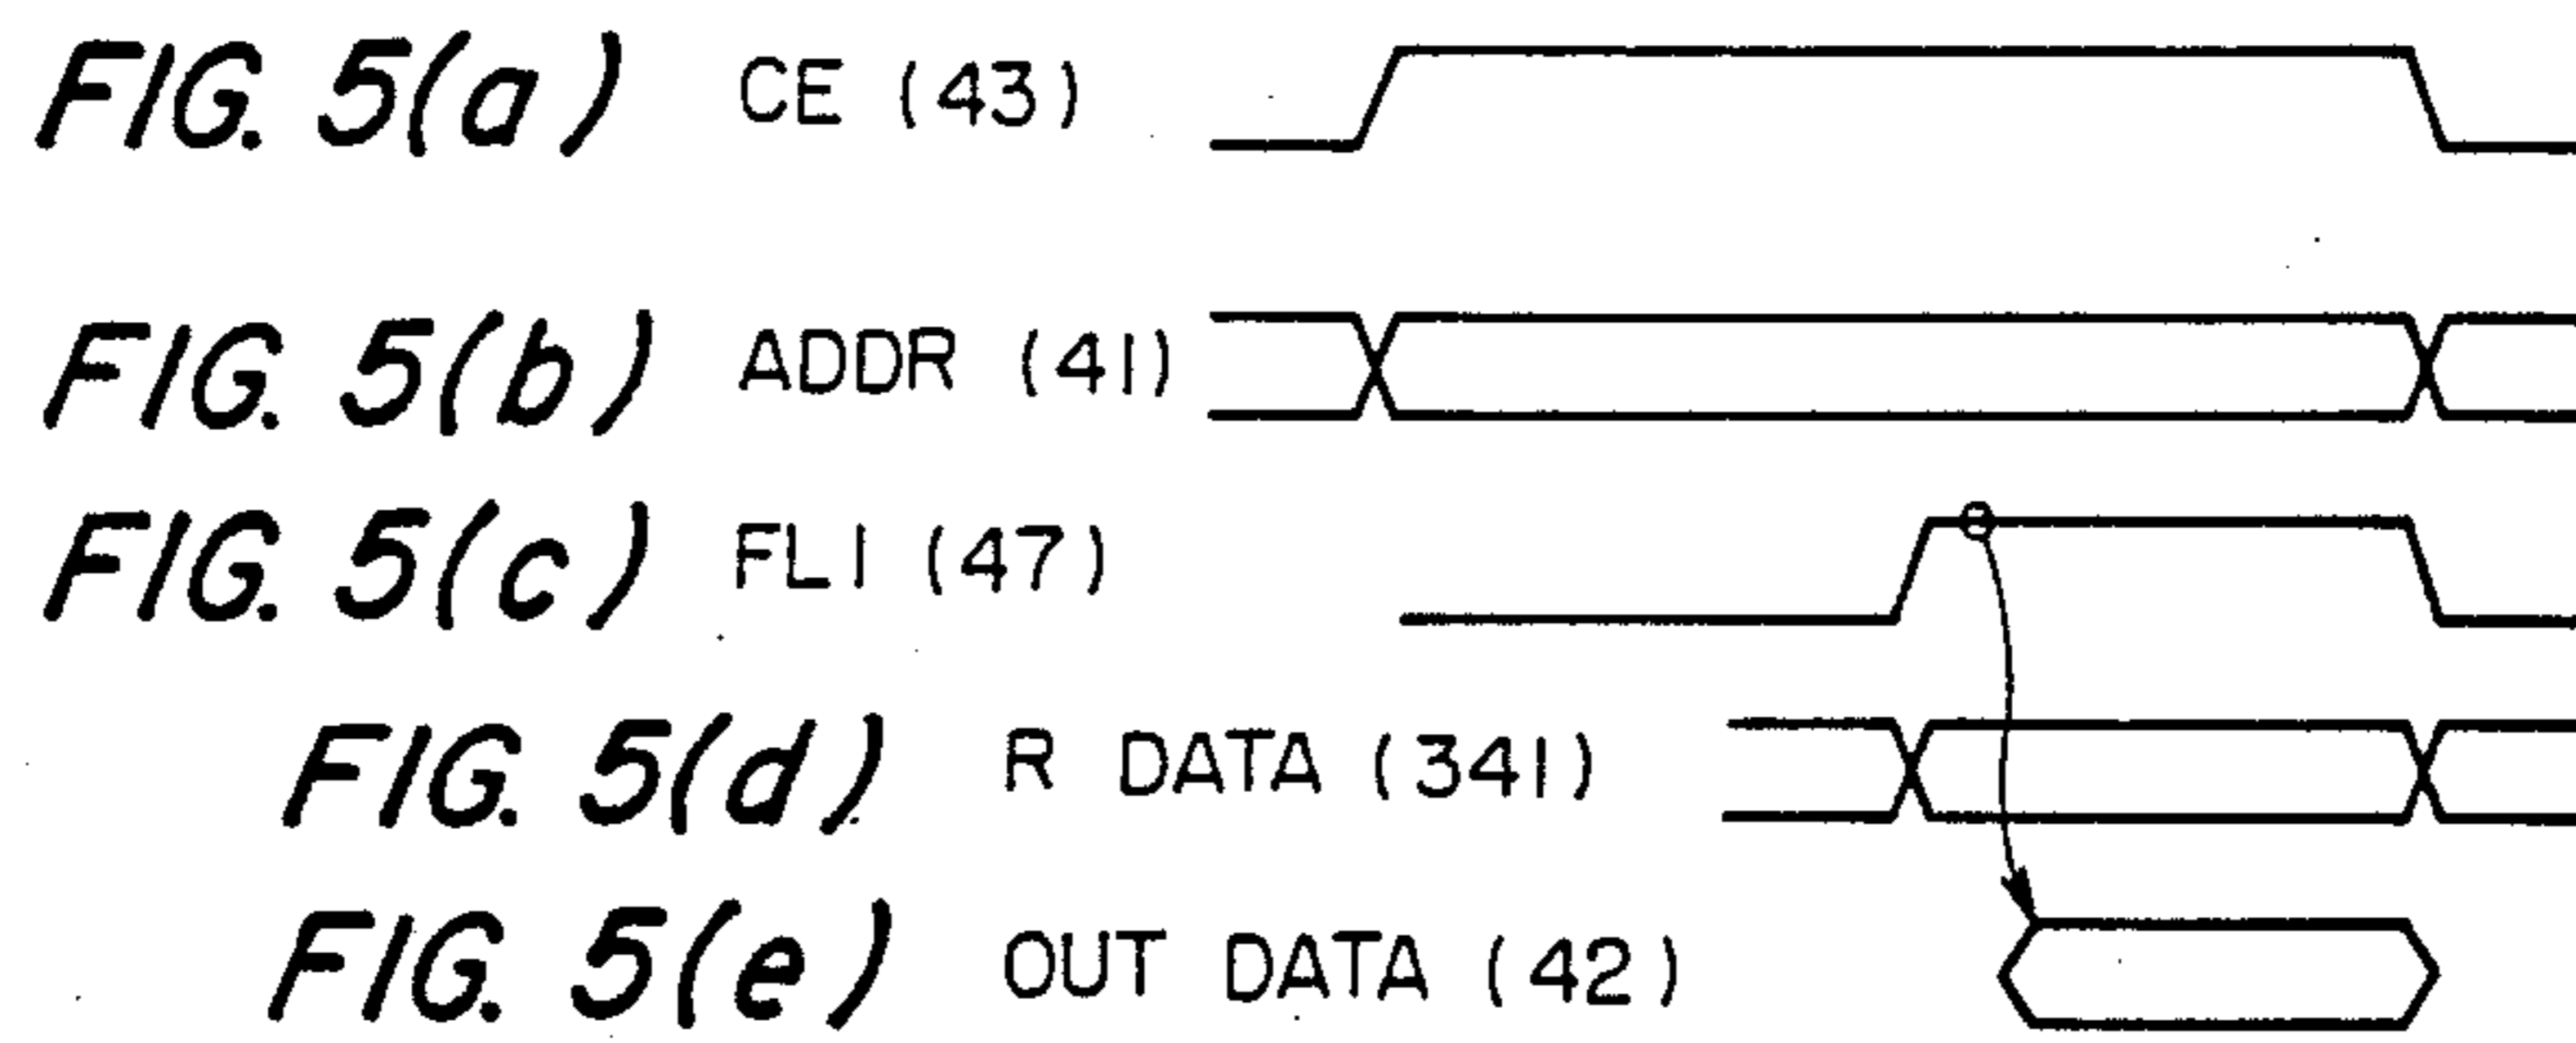 FIG. 5(a) CE (43)
FIG. 5(b) ADDR (41)
FIG. 5(c) FL1 (47)
FIG. 5(d) R DATA (341)
FIG. 5(e) OUT DATA (42)